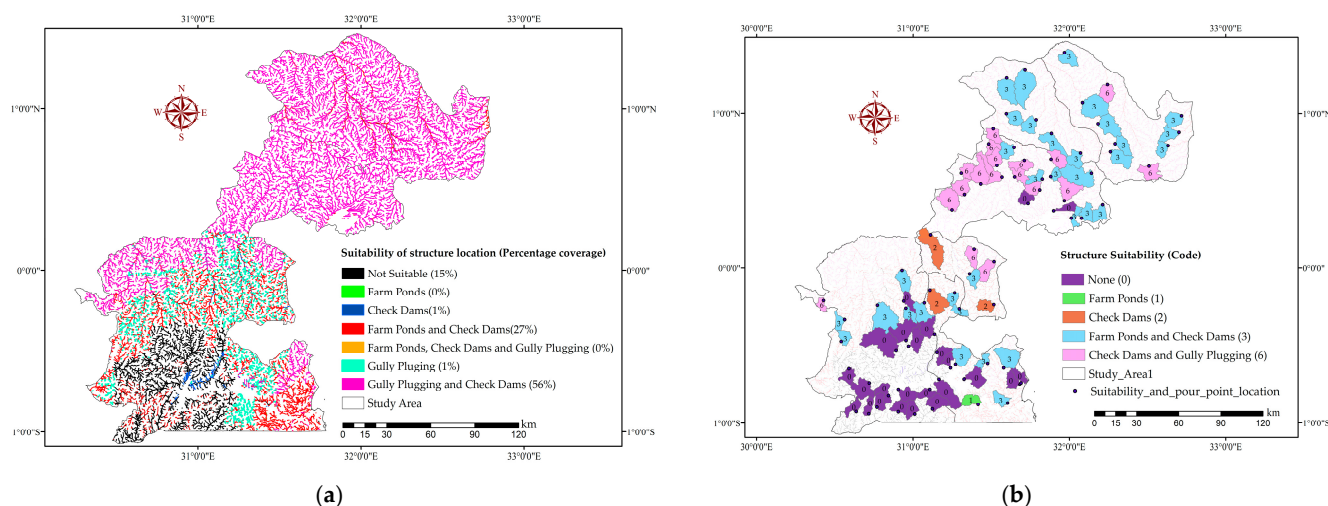 31°0'0"E 32°0'0"E 33°0'0"E
N
W E
S
1°0'0"N 1°0'0"N
0°0'0" 0°0'0"
1°0'0"S 1°0'0"S
Suitability of structure location (Percentage coverage)
Not Suitable (15%)
Farm Ponds (0%)
Check Dams(1%)
Farm Ponds and Check Dams(27%)
Farm Ponds, Check Dams and Gully Plugging (0%)
Gully Pluging (1%)
Gully Plugging and Check Dams (56%)
Study Area
km
0 15 30 60 90 120
31°0'0"E 32°0'0"E 33°0'0"E
(a)
30°0'0"E 31°0'0"E 32°0'0"E 33°0'0"E
N
W E
S
1°0'0"N 1°0'0"N
0°0'0" 0°0'0"
1°0'0"S 1°0'0"S
Structure Suitability (Code)
None (0)
Farm Ponds (1)
Check Dams (2)
Farm Ponds and Check Dams (3)
Check Dams and Gully Plugging (6)
Study_Area1
Suitability_and_pour_point_location
km
0 15 30 60 90 120
30°0'0"E 31°0'0"E 32°0'0"E 33°0'0"E
(b)